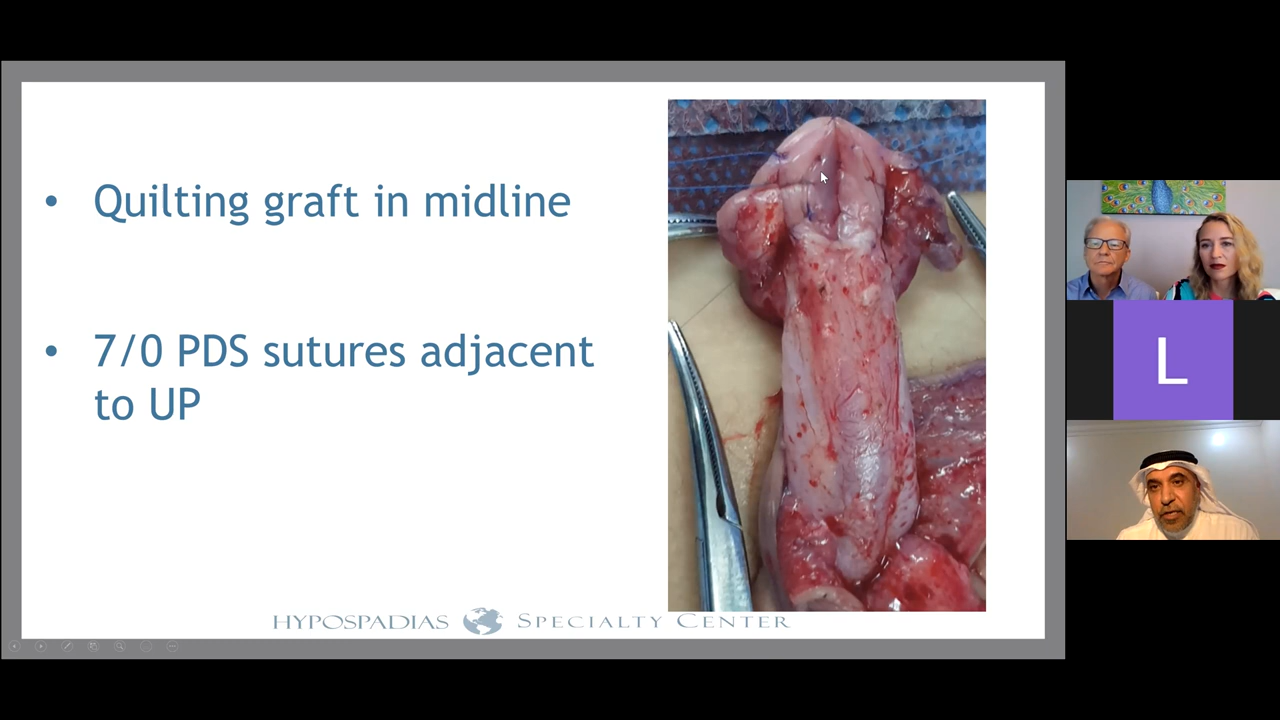 • Quilting graft in midline
• 7/0 PDS sutures adjacent
to UP
HYPOSPADIAS SPECIALTY CENTER
L